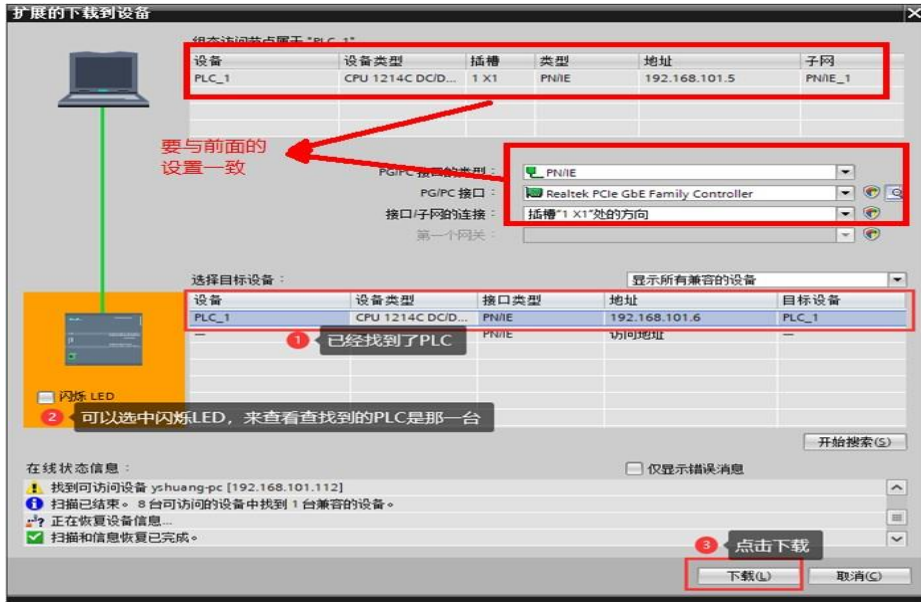 扩展的下载到设备
组态访问节点属于 "PLC_1"
设备 设备类型 插槽 类型 地址 子网
PLC_1 CPU 1214C DC/D... 1 X1 PN/IE 192.168.101.5 PN/IE_1
要与前面的
设置一致
PG/PC 接口的类型： PN/IE
PG/PC 接口： Realtek PCIe GbE Family Controller
接口/子网的连接： 插槽"1 X1"处的方向
第一个网关：
选择目标设备： 显示所有兼容的设备
设备 设备类型 接口类型 地址 目标设备
PLC_1 CPU 1214C DC/D... PN/IE 192.168.101.6 PLC_1
— PN/IE 访问地址 —
1 已经找到了PLC
闪烁 LED
2 可以选中闪烁LED，来查看查找到的PLC是那一台
开始搜索(S)
在线状态信息： 仅显示错误消息
找到可访问设备 yshuang-pc [192.168.101.112]
扫描已结束。 8 台可访问的设备中找到 1 台兼容的设备。
正在恢复设备信息...
扫描和信息恢复已完成。
3 点击下载
下载(L) 取消(C)